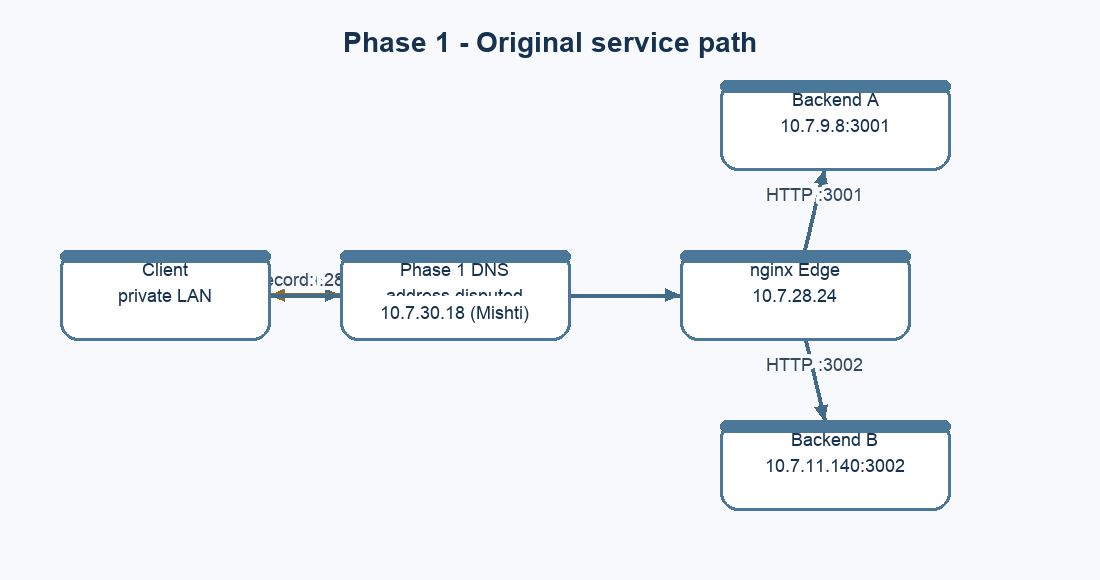 Phase 1 - Original service path
Backend A
10.7.9.8:3001
HTTP :3001
Client
private LAN
Phase 1 DNS
address disputed
10.7.30.18 (Mishti)
nginx Edge
10.7.28.24
HTTP :3002
Backend B
10.7.11.140:3002